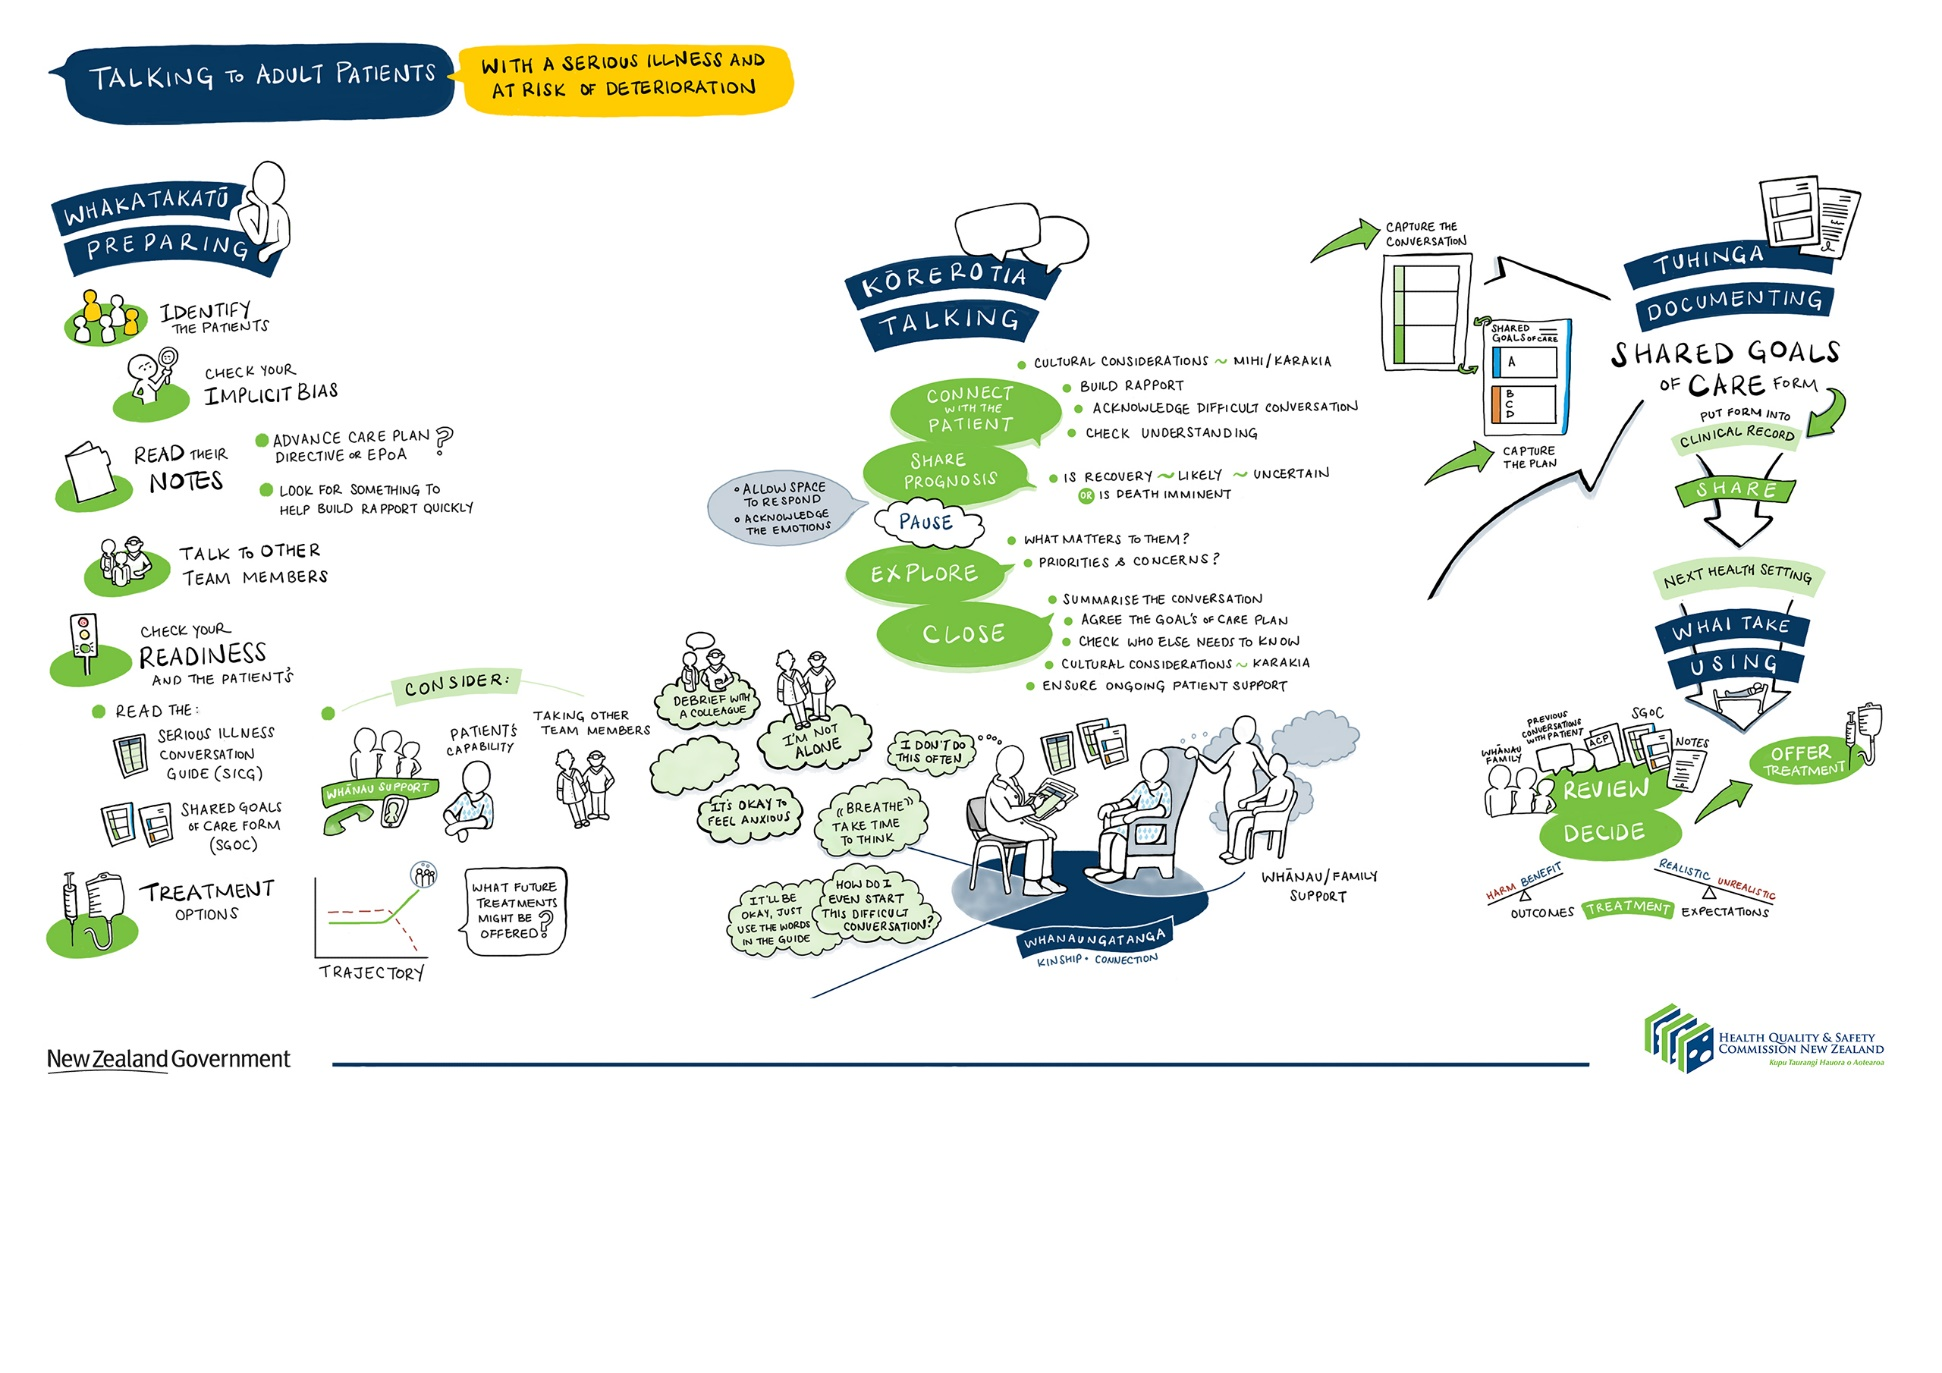 TALKING TO ADULT PATIENTS
WITH A SERIOUS ILLNESS AND
AT RISK OF DETERIORATION
WHAKATAKATŪ
PREPARING
IDENTIFY
THE PATIENTS
CHECK YOUR
IMPLICIT BIAS
READ THEIR
NOTES
ADVANCE CARE PLAN
DIRECTIVE OR EPOA ?
LOOK FOR SOMETHING TO
HELP BUILD RAPPORT QUICKLY
TALK TO OTHER
TEAM MEMBERS
CHECK YOUR
READINESS
AND THE PATIENT'S
READ THE:
SERIOUS ILLNESS
CONVERSATION
GUIDE (SICG)
SHARED GOALS
OF CARE FORM
(SGOC)
TREATMENT
OPTIONS
CONSIDER:
WHĀNAU SUPPORT
PATIENT'S
CAPABILITY
TAKING OTHER
TEAM MEMBERS
TRAJECTORY
WHAT FUTURE
TREATMENTS
MIGHT BE
OFFERED?
KŌREROTIA
TALKING
CONNECT
WITH THE
PATIENT
CULTURAL CONSIDERATIONS ~ MIHI/KARAKIA
BUILD RAPPORT
ACKNOWLEDGE DIFFICULT CONVERSATION
CHECK UNDERSTANDING
SHARE
PROGNOSIS
IS RECOVERY ~ LIKELY ~ UNCERTAIN
OR IS DEATH IMMINENT
ALLOW SPACE
TO RESPOND
ACKNOWLEDGE
THE EMOTIONS
PAUSE
EXPLORE
WHAT MATTERS TO THEM?
PRIORITIES & CONCERNS?
CLOSE
SUMMARISE THE CONVERSATION
AGREE THE GOAL'S OF CARE PLAN
CHECK WHO ELSE NEEDS TO KNOW
CULTURAL CONSIDERATIONS ~ KARAKIA
ENSURE ONGOING PATIENT SUPPORT
DEBRIEF WITH
A COLLEAGUE
I'M NOT
ALONE
I DON'T DO
THIS OFTEN
IT'S OKAY TO
FEEL ANXIOUS
((BREATHE))
TAKE TIME
TO THINK
IT'LL BE
OKAY, JUST
USE THE WORDS
IN THE GUIDE
HOW DO I
EVEN START
THIS DIFFICULT
CONVERSATION?
WHĀNAU/FAMILY
SUPPORT
WHANAUNGATANGA
KINSHIP • CONNECTION
CAPTURE THE
CONVERSATION
SHARED
GOALS OF CARE
A
B
C
D
CAPTURE
THE PLAN
TUHINGA
DOCUMENTING
SHARED GOALS
OF CARE FORM
PUT FORM INTO
CLINICAL RECORD
SHARE
NEXT HEALTH SETTING
WHAI TAKE
USING
WHĀNAU
FAMILY
PREVIOUS
CONVERSATIONS
WITH PATIENT
ACP
SGOC
NOTES
REVIEW
DECIDE
OFFER
TREATMENT
HARM BENEFIT
OUTCOMES
TREATMENT
REALISTIC UNREALISTIC
EXPECTATIONS
New Zealand Government
HEALTH QUALITY & SAFETY
COMMISSION NEW ZEALAND
Kupu Taurangi Hauora o Aotearoa